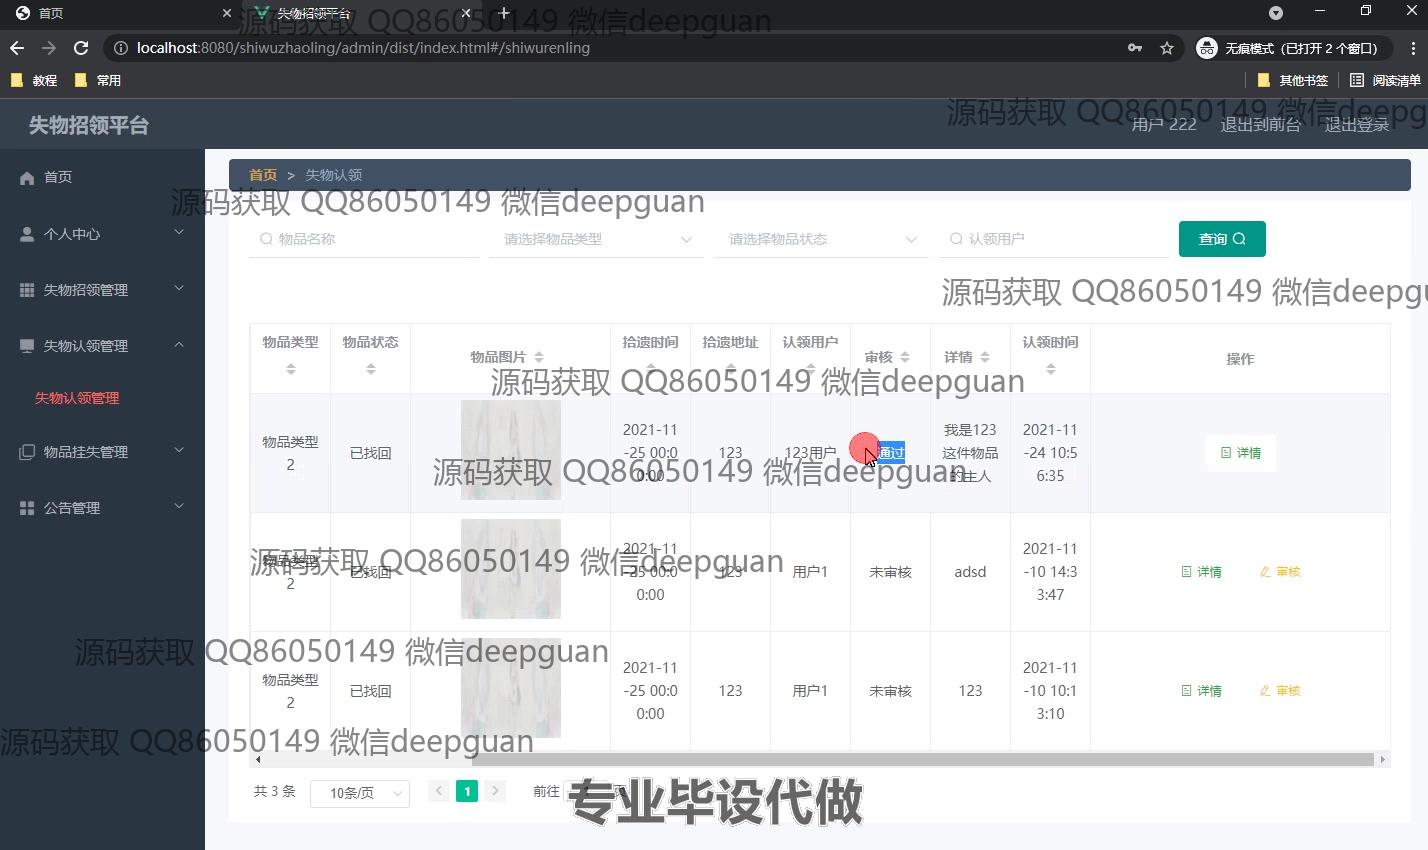 首页
失物招领平台
localhost:8080/shiwuzhaoling/admin/dist/index.html#/shiwurenling
无痕模式（已打开 2 个窗口）
教程
常用
其他书签
阅读清单
失物招领平台
用户 222
退出到前台
退出登录
首页
个人中心
失物招领管理
失物认领管理
失物认领管理
物品挂失管理
公告管理
首页 > 失物认领
物品名称
请选择物品类型
请选择物品状态
认领用户
查询
物品类型
物品状态
物品图片
拾遗时间
拾遗地址
认领用户
审核
详情
认领时间
操作
物品类型
2
已找回
2021-11
-25 00:0
0:00
123
123用户
通过
我是123
这件物品
的主人
2021-11
-24 10:5
6:35
详情
物品类型
2
已找回
2021-11
-25 00:0
0:00
123
用户1
未审核
adsd
2021-11
-10 14:3
3:47
详情
审核
物品类型
2
已找回
2021-11
-25 00:0
0:00
123
用户1
未审核
123
2021-11
-10 10:1
3:10
详情
审核
共 3 条
10条/页
1
前往
1
页
源码获取 QQ86050149 微信deepguan
源码获取 QQ86050149 微信deepg
源码获取 QQ86050149 微信deepguan
源码获取 QQ86050149 微信deepgu
源码获取 QQ86050149 微信deepguan
源码获取 QQ86050149 微信deepguan
源码获取 QQ86050149 微信deepguan
源码获取 QQ86050149 微信deepguan
源码获取 QQ86050149 微信deepguan
专业毕设代做